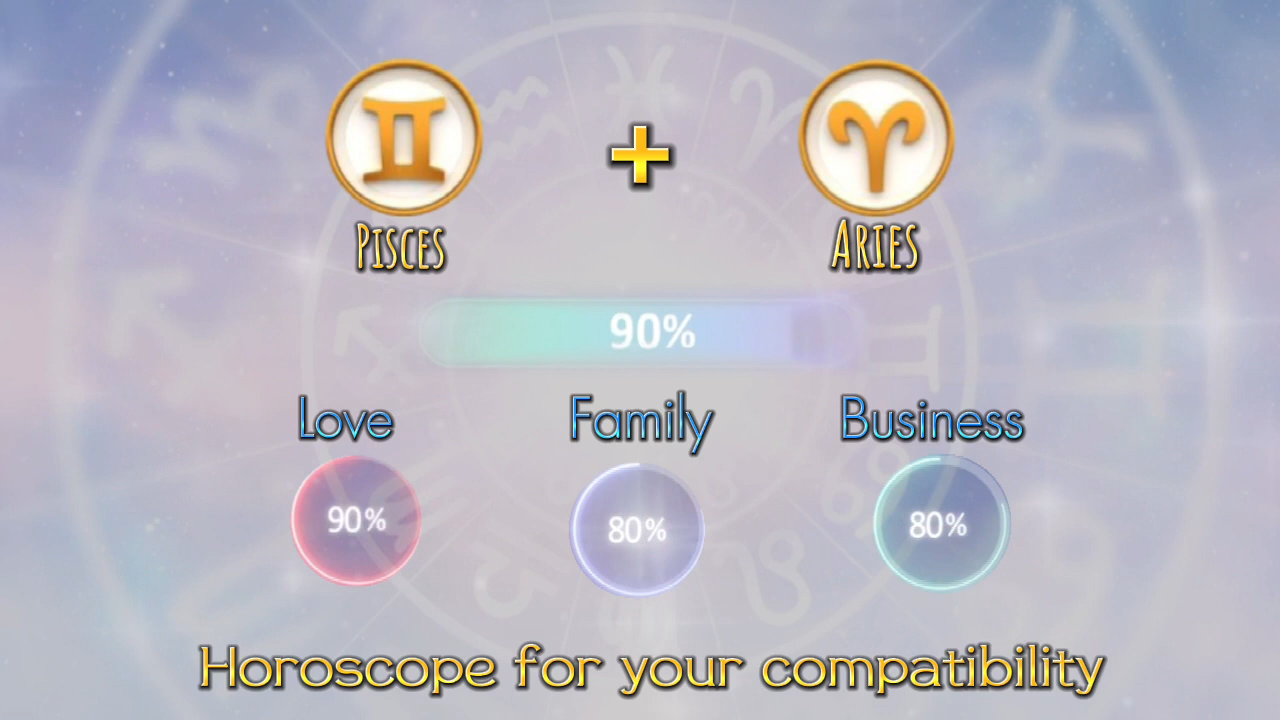 Pisces
Aries
90%
Love Family Business
90% 80% 80%
Horoscope for your compatibility